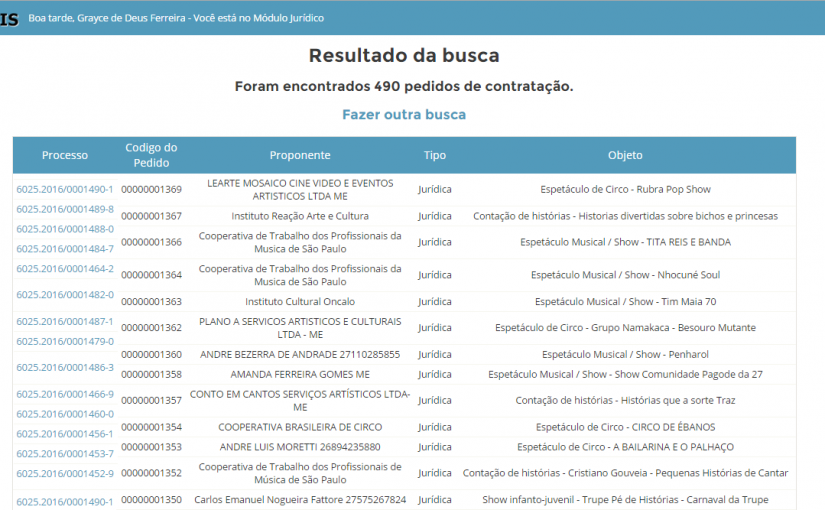 IS Boa tarde, Grayce de Deus Ferreira - Você está no Módulo Jurídico
Resultado da busca
Foram encontrados 490 pedidos de contratação.
Fazer outra busca
Processo Codigo do Pedido Proponente Tipo Objeto
6025.2016/0001490-1 00000001369 LEARTE MOSAICO CINE VIDEO E EVENTOS ARTISTICOS LTDA ME Jurídica Espetáculo de Circo - Rubra Pop Show
6025.2016/0001489-8 00000001367 Instituto Reação Arte e Cultura Jurídica Contação de histórias - Historias divertidas sobre bichos e princesas
6025.2016/0001488-0
6025.2016/0001484-7 00000001366 Cooperativa de Trabalho dos Profissionais da Musica de São Paulo Jurídica Espetáculo Musical / Show - TITA REIS E BANDA
6025.2016/0001464-2 00000001364 Cooperativa de Trabalho dos Profissionais da Musica de São Paulo Jurídica Espetáculo Musical / Show - Nhocuné Soul
6025.2016/0001482-0 00000001363 Instituto Cultural Oncalo Jurídica Espetáculo Musical / Show - Tim Maia 70
6025.2016/0001487-1 00000001362 PLANO A SERVICOS ARTISTICOS E CULTURAIS LTDA - ME Jurídica Espetáculo de Circo - Grupo Namakaca - Besouro Mutante
6025.2016/0001479-0
00000001360 ANDRE BEZERRA DE ANDRADE 27110285855 Jurídica Espetáculo Musical / Show - Penharol
6025.2016/0001486-3 00000001358 AMANDA FERREIRA GOMES ME Jurídica Espetáculo Musical / Show - Show Comunidade Pagode da 27
6025.2016/0001466-9 00000001357 CONTO EM CANTOS SERVIÇOS ARTÍSTICOS LTDA-ME Jurídica Contação de histórias - Histórias que a sorte Traz
6025.2016/0001460-0
6025.2016/0001456-1 00000001354 COOPERATIVA BRASILEIRA DE CIRCO Jurídica Espetáculo de Circo - CIRCO DE ÉBANOS
6025.2016/0001453-7 00000001353 ANDRE LUIS MORETTI 26894235880 Jurídica Espetáculo de Circo - A BAILARINA E O PALHAÇO
6025.2016/0001452-9 00000001352 Cooperativa de Trabalho dos Profissionais de Música de São Paulo Jurídica Contação de histórias - Cristiano Gouveia - Pequenas Histórias de Cantar
6025.2016/0001490-1 00000001350 Carlos Emanuel Nogueira Fattore 27575267824 Jurídica Show infanto-juvenil - Trupe Pé de Histórias - Carnaval da Trupe